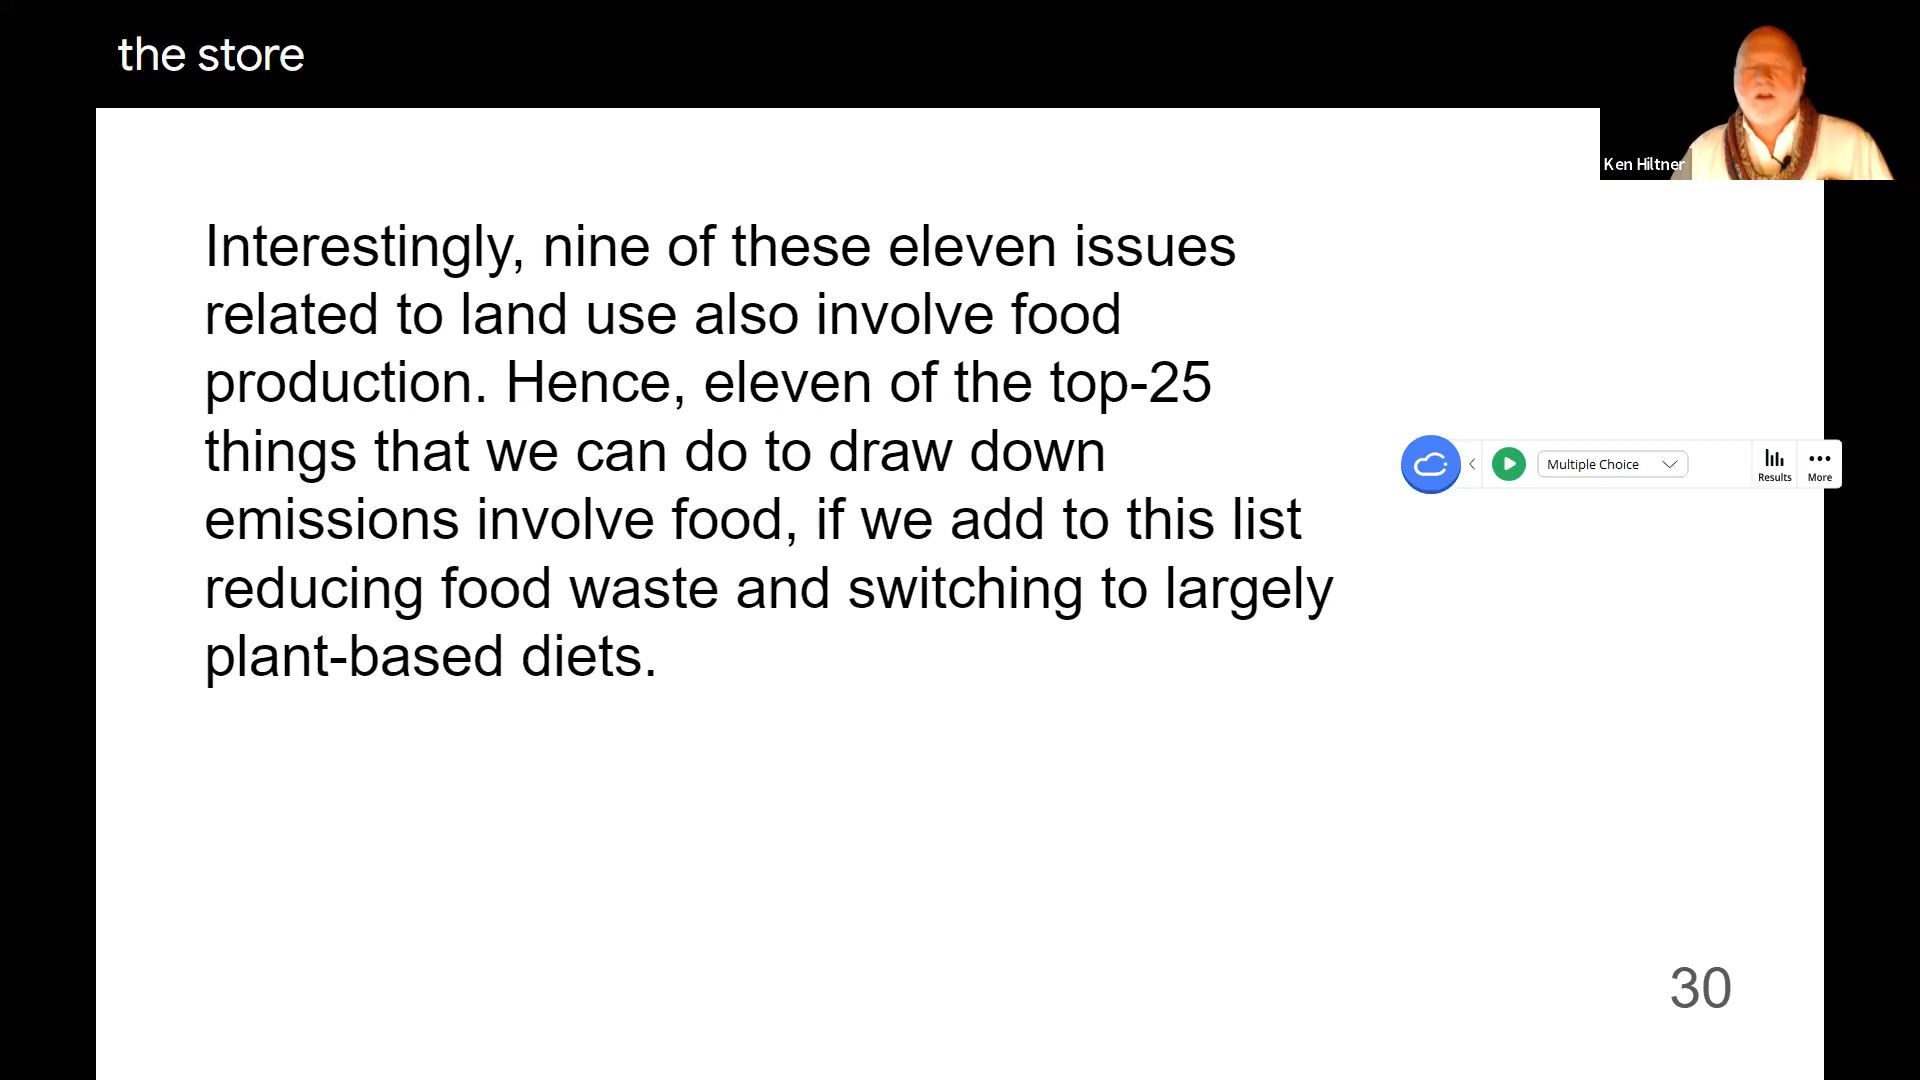 the store
Ken Hiltner
Interestingly, nine of these eleven issues
related to land use also involve food
production. Hence, eleven of the top-25
things that we can do to draw down
emissions involve food, if we add to this list
reducing food waste and switching to largely
plant-based diets.
Multiple Choice
Results
More
30